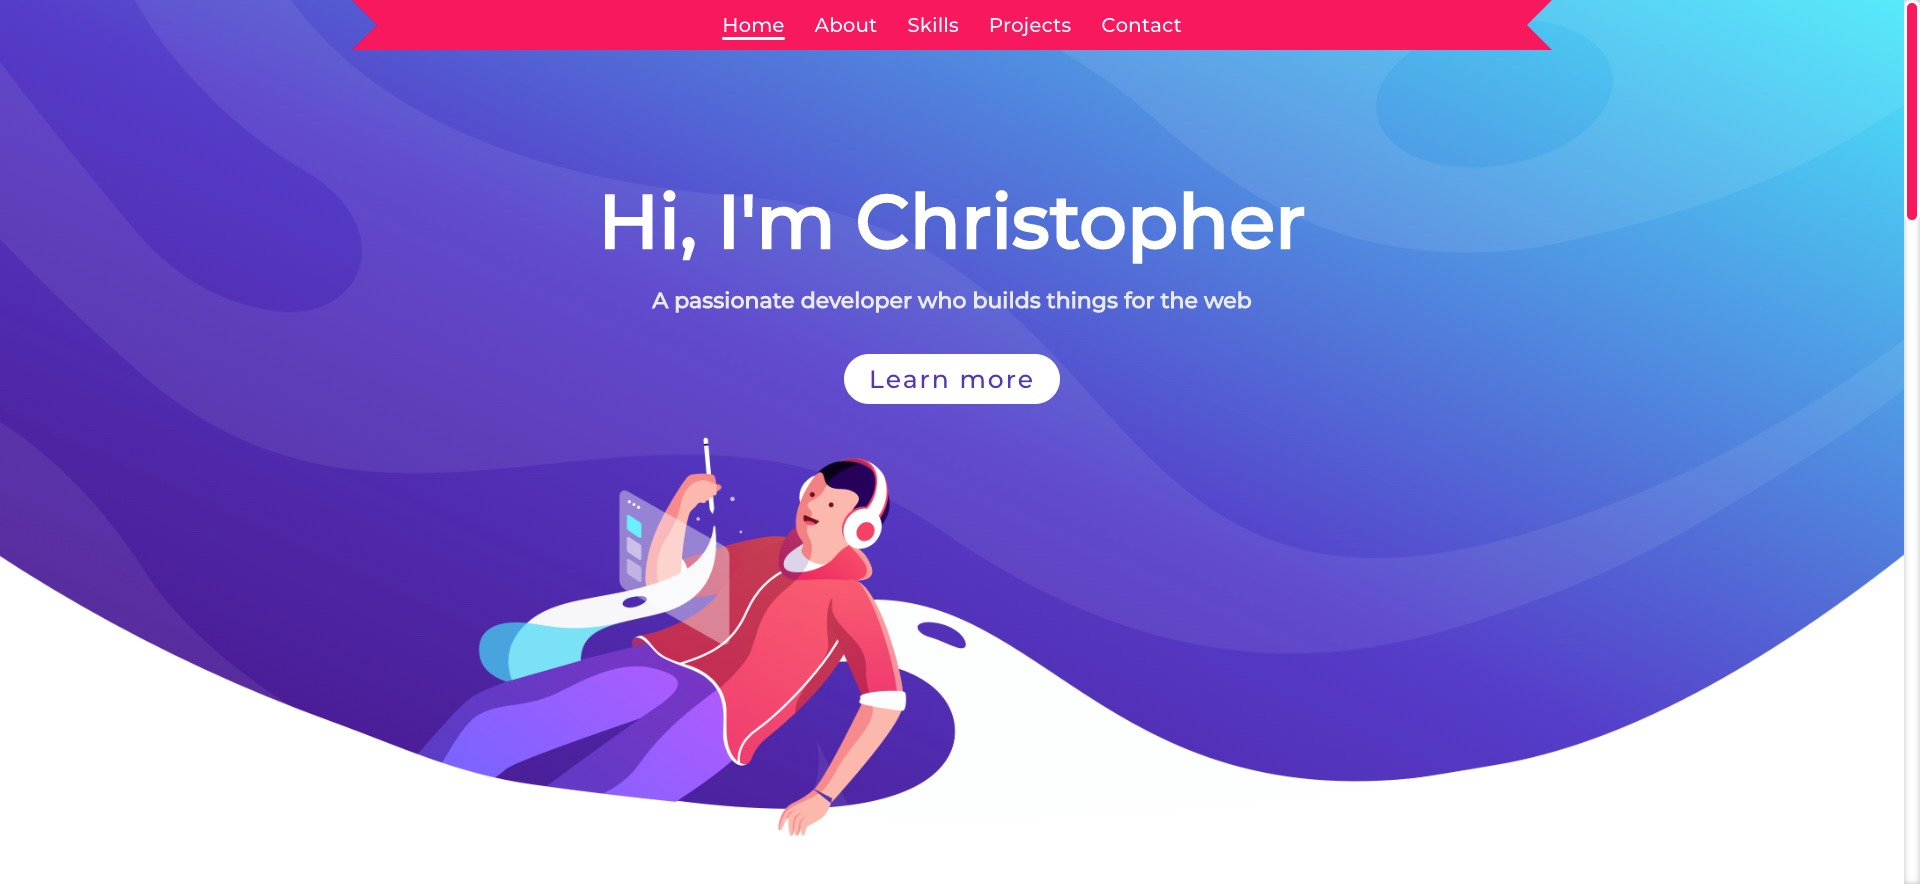 Home About Skills Projects Contact
Hi, I'm Christopher
A passionate developer who builds things for the web
Learn more